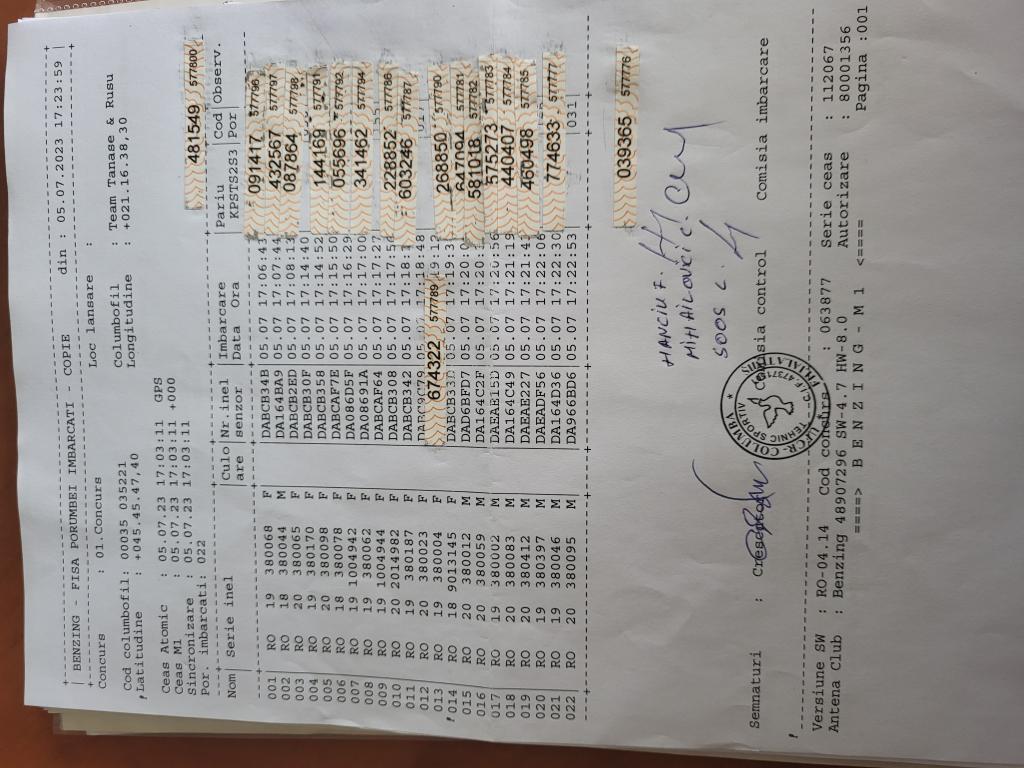 BENZING - FISA PORUMBEI IMBARCATI - COPIE din : 05.07.2023 17:23:59
Concurs : 01.Concurs Loc lansare :
Cod columbofil: 00035 035221 Columbofil : Team Tanase & Rusu
Latitudine : +045.45.47,40 Longitudine : +021.16.38,30
Ceas Atomic : 05.07.23 17:03:11 GPS
Ceas M1 : 05.07.23 17:03:11 +000
Sincronizare : 05.07.23 17:03:11
Por. imbarcati: 022
481549 577800
Nom Serie inel Culo Nr.inel Imbarcare Pariu Cod Observ.
are senzor Data Ora KPSTS2S3 Por
001 RO 19 380068 F DABCB34B 05.07 17:06:43 091417 577796
002 RO 18 380044 M DA164BA9 05.07 17:07:44 432567 577797
003 RO 20 380065 F DABCB2ED 05.07 17:08:13 087864 577798
004 RO 19 380170 F DABCB30F 05.07 17:14:40
005 RO 20 380098 F DABCB358 05.07 17:14:52 144169 577791
006 RO 18 380078 F DABCAF7E 05.07 17:15:50 055696 577792
007 RO 19 1004942 F DA086D5F 05.07 17:16:29
008 RO 19 380062 F DA08691A 05.07 17:17:00 341462 577795
009 RO 19 1004944 F DABCAF64 05.07 17:17:27
010 RO 20 2014982 F DABCB308 05.07 17:17:5 228852 577786
011 RO 19 380187 F DABCB342 05.07 17:18: 603246 577787
012 RO 20 380023 F 17:18:48
013 RO 19 380004 F 674322 577789 268850 577790
014 RO 18 9013145 F DABCB33D 05.07 17:19:3 577781
015 RO 20 380012 M DAD6BFD7 05.07 17:20:0 581018 577782
016 RO 20 380059 M DA164C2F 05.07 17:20: 575273 577783
017 RO 19 380002 M DAEAE15D 05.07 17:20:56
018 RO 20 380083 M DA164C49 05.07 17:21:19 440407 577784
019 RO 20 380412 M DAEAE227 05.07 17:21:41 460498 577785
020 RO 19 380397 M DAEADF56 05.07 17:22:06
021 RO 19 380046 M DA164D36 05.07 17:22:30 774633 577777
022 RO 20 380095 M DA966BD6 05.07 17:22:53 031
039365 577776
HANCIU F.
MIHAILOVICI C.
SOOS C.
Semnaturi : Crescator Comisia control Comisia imbarcare
UFCR-COLUMBA
FILIALA TIMIS
Versiune SW : RO-04.14 Cod concurs : 063877 Serie ceas : 112067
Antena Club : Benzing 48907296 SW-4.7 HW-8.0 Autorizare : 80001356
====> B E N Z I N G - M 1 <==== Pagina :001